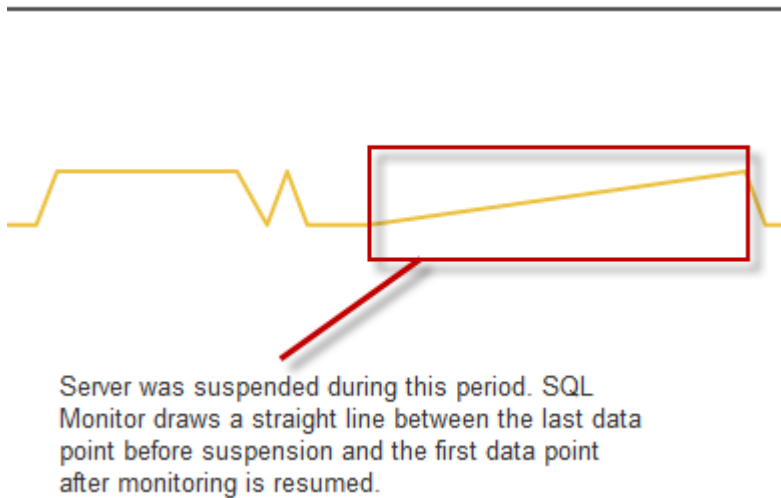 Server was suspended during this period. SQL
Monitor draws a straight line between the last data
point before suspension and the first data point
after monitoring is resumed.